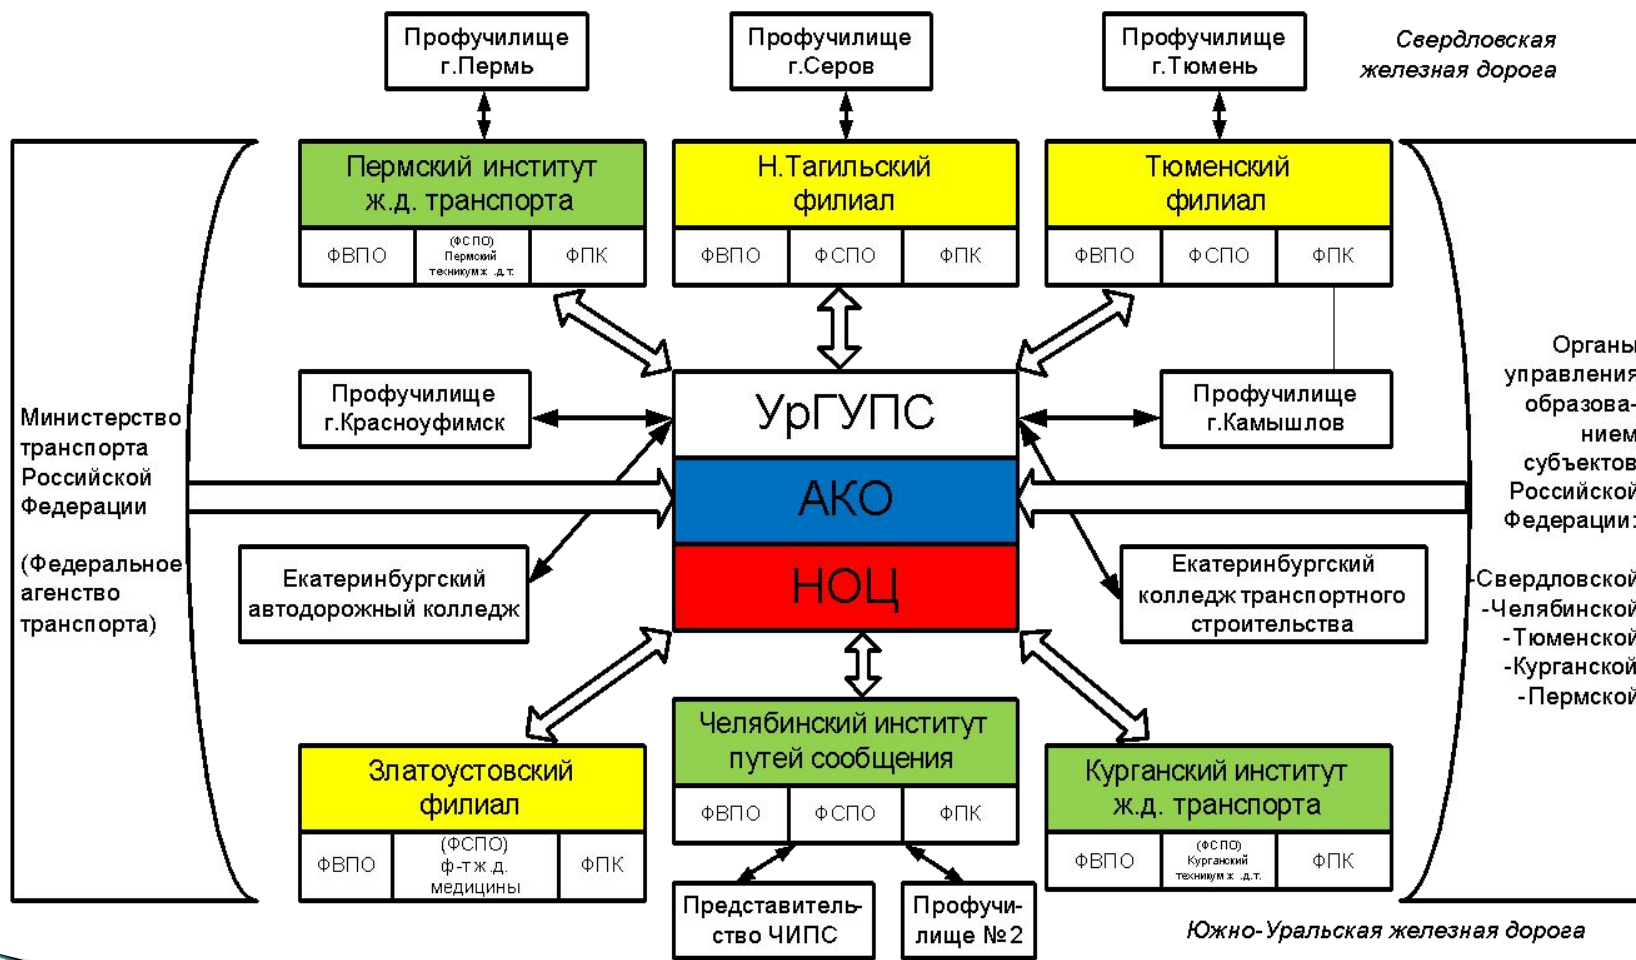 Профучилище
г.Пермь
Профучилище
г.Серов
Профучилище
г.Тюмень
Свердловская
железная дорога
Пермский институт
ж.д. транспорта
ФВПО
(ФСПО)
Пермский
техникум ж .д.т.
ФПК
Н.Тагильский
филиал
ФВПО
ФСПО
ФПК
Тюменский
филиал
ФВПО
ФСПО
ФПК
Министерство
транспорта
Российской
Федерации
(Федеральное
агенство
транспорта)
Профучилище
г.Красноуфимск
УрГУПС
АКО
НОЦ
Профучилище
г.Камышлов
Органы
управления
образова-
нием
субъектов
Российской
Федерации:
-Свердловской
-Челябинской
-Тюменской
-Курганской
-Пермской
Екатеринбургский
автодорожный колледж
Екатеринбургский
колледж транспортного
строительства
Златоустовский
филиал
ФВПО
(ФСПО)
ф-т ж.д.
медицины
ФПК
Челябинский институт
путей сообщения
ФВПО
ФСПО
ФПК
Курганский институт
ж.д. транспорта
ФВПО
(ФСПО)
Курганский
техникум ж .д.т.
ФПК
Представитель-
ство ЧИПС
Профучи-
лище №2
Южно-Уральская железная дорога